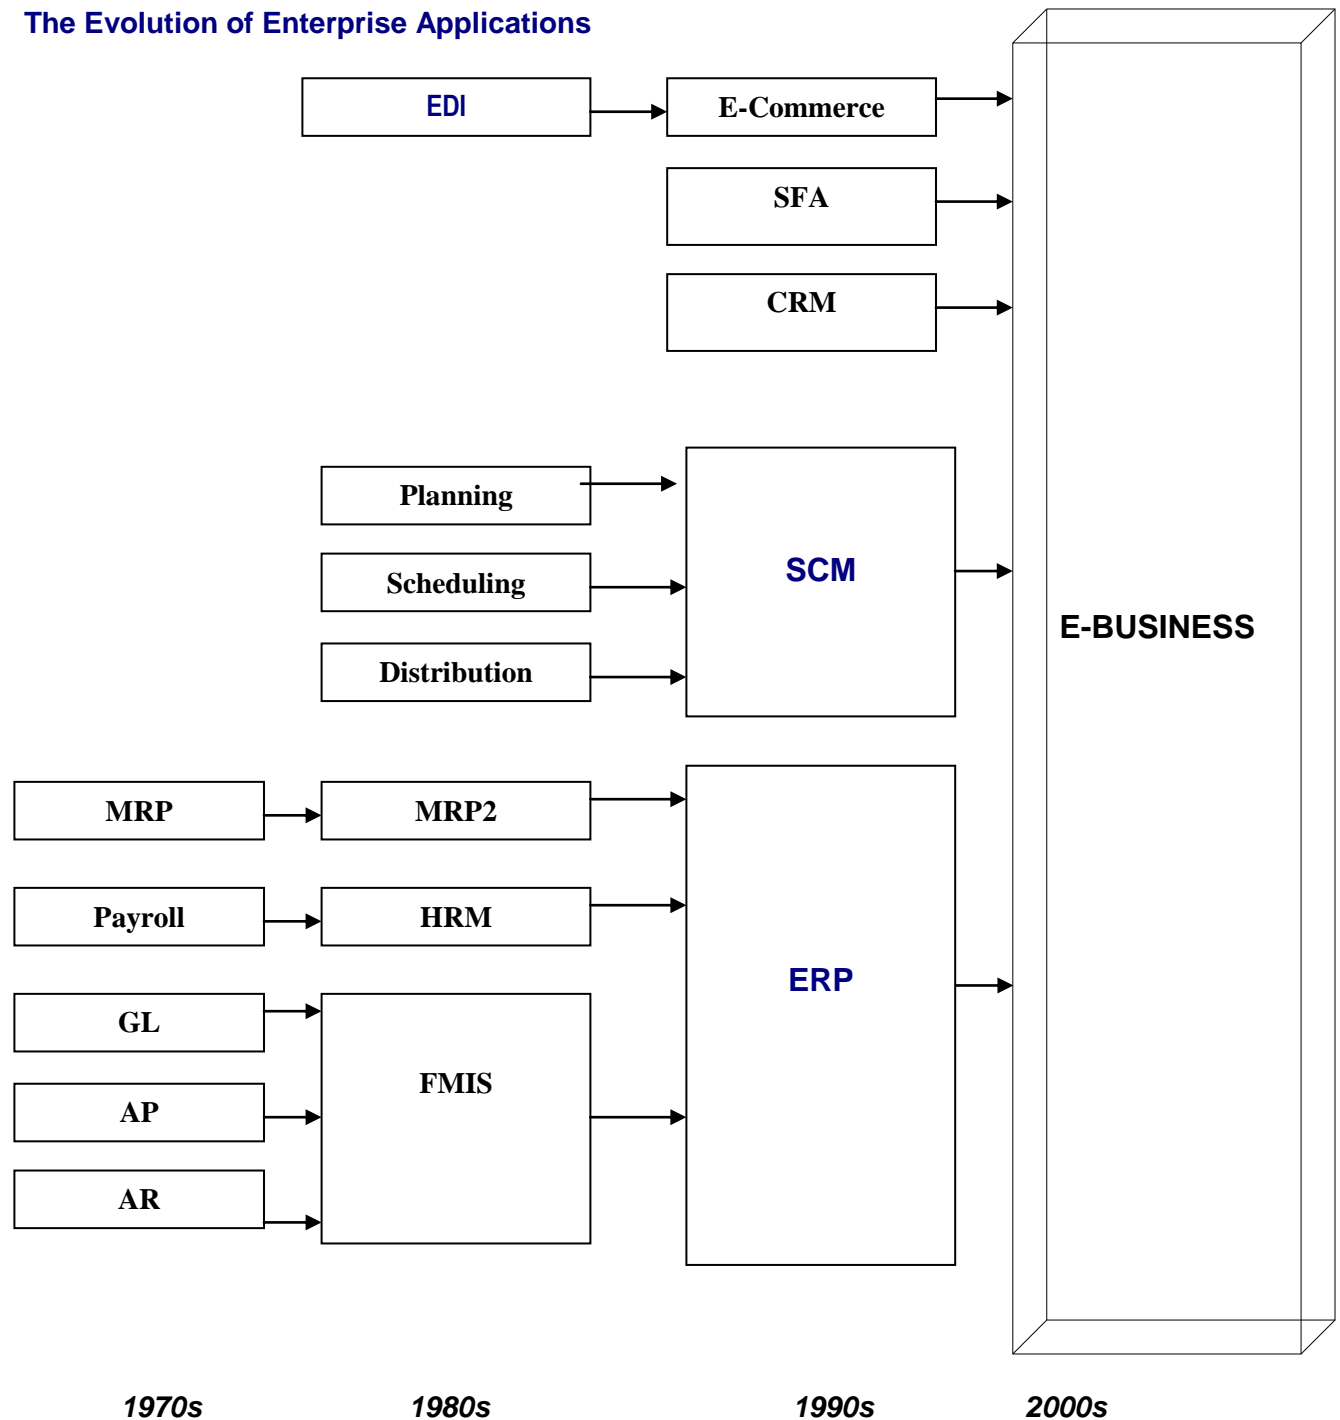 The Evolution of Enterprise Applications
EDI
E-Commerce
SFA
CRM
Planning
SCM
Scheduling
E-BUSINESS
Distribution
MRP
MRP2
Payroll
HRM
ERP
GL
FMIS
AP
AR
1970s
1980s
1990s
2000s